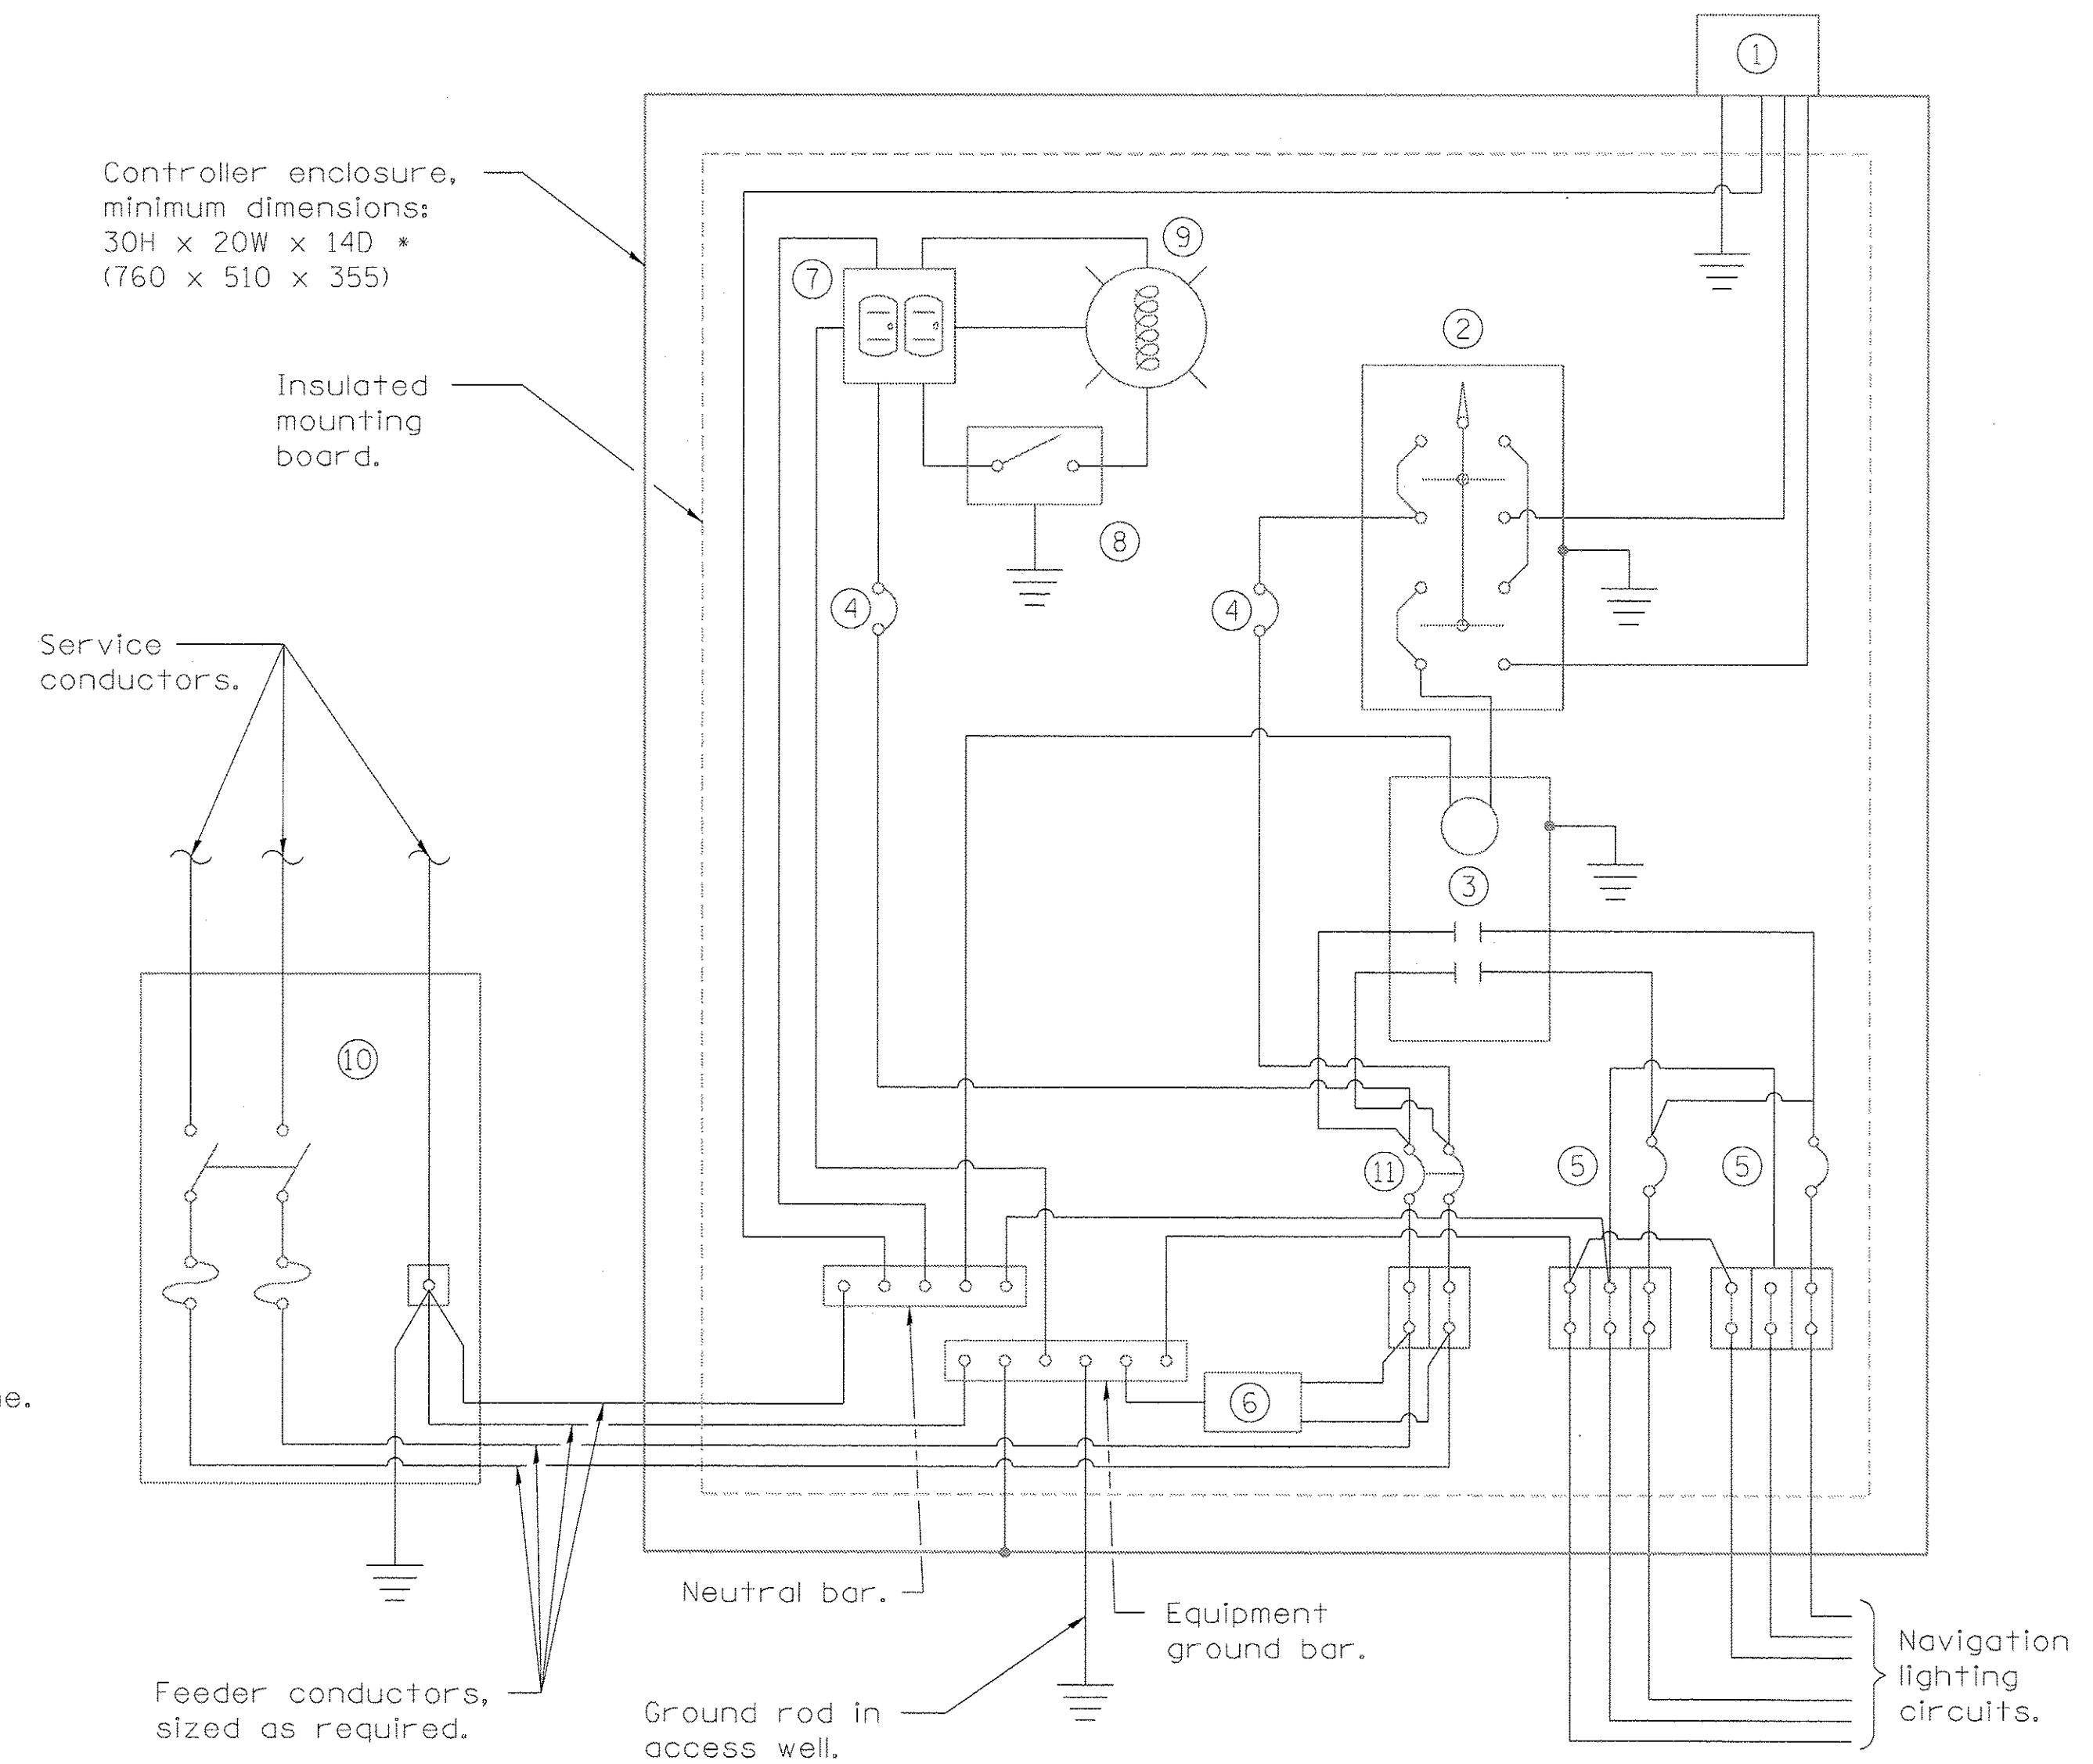 1
Controller enclosure,
minimum dimensions:
30H x 20W x 14D *
(760 x 510 x 355)
9
7
2
Insulated
mounting
board.
8
4
4
Service
conductors.
3
10
11
5
5
6
Neutral bar.
Equipment
ground bar.
Navigation
lighting
circuits.
Feeder conductors,
sized as required.
Ground rod in
access well.